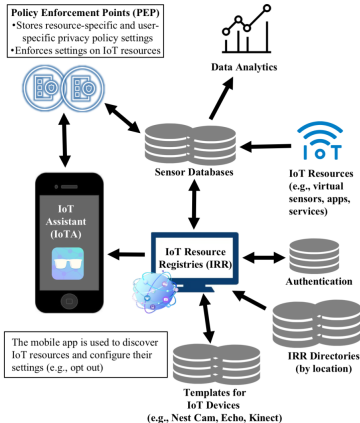 Policy Enforcement Points (PEP)
•Stores resource-specific and user-
specific privacy policy settings
•Enforces settings on IoT resources
Data Analytics
Sensor Databases
IoT
IoT Resources
(e.g., virtual
sensors, apps,
services)
IoT
Assistant
(IoTA)
IoT Resource
Registries (IRR)
Authentication
The mobile app is used to discover
IoT resources and configure their
settings (e.g., opt out)
IRR Directories
(by location)
Templates for
IoT Devices
(e.g., Nest Cam, Echo, Kinect)